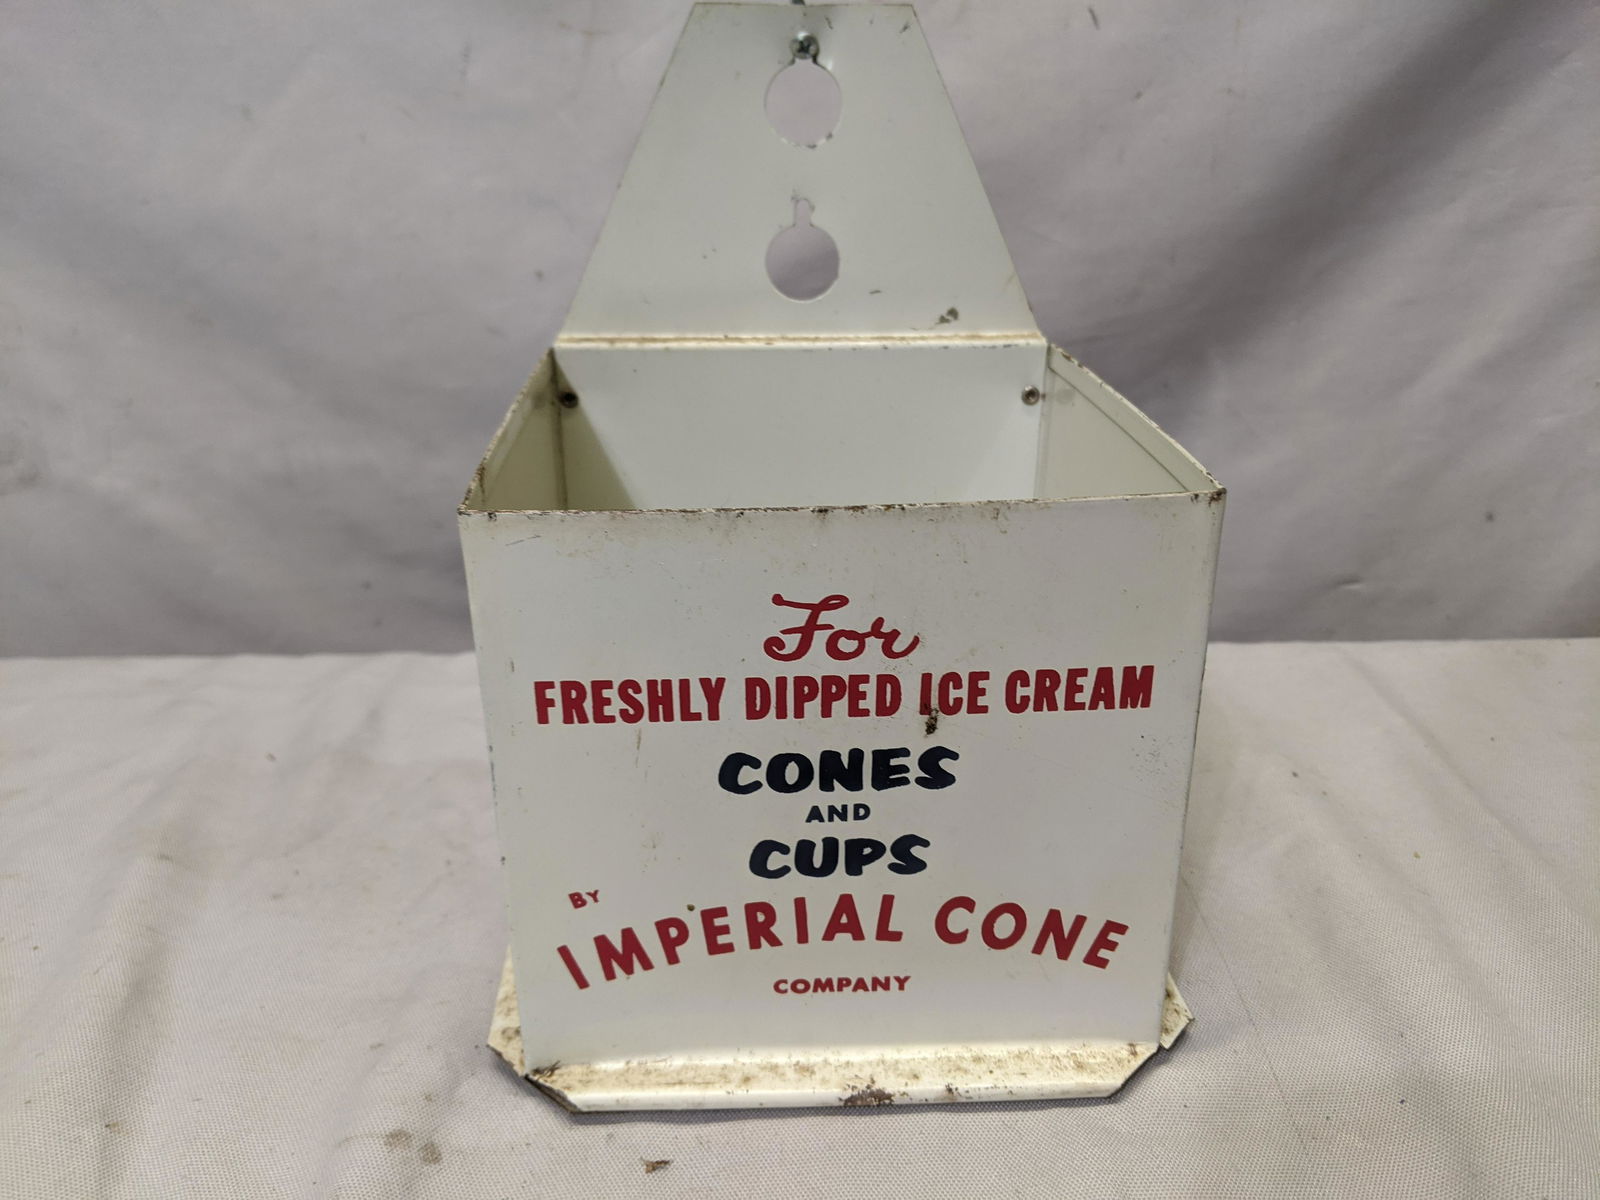 For
FRESHLY DIPPED ICE CREAM
CONES
AND
CUPS
BY
IMPERIAL CONE
COMPANY